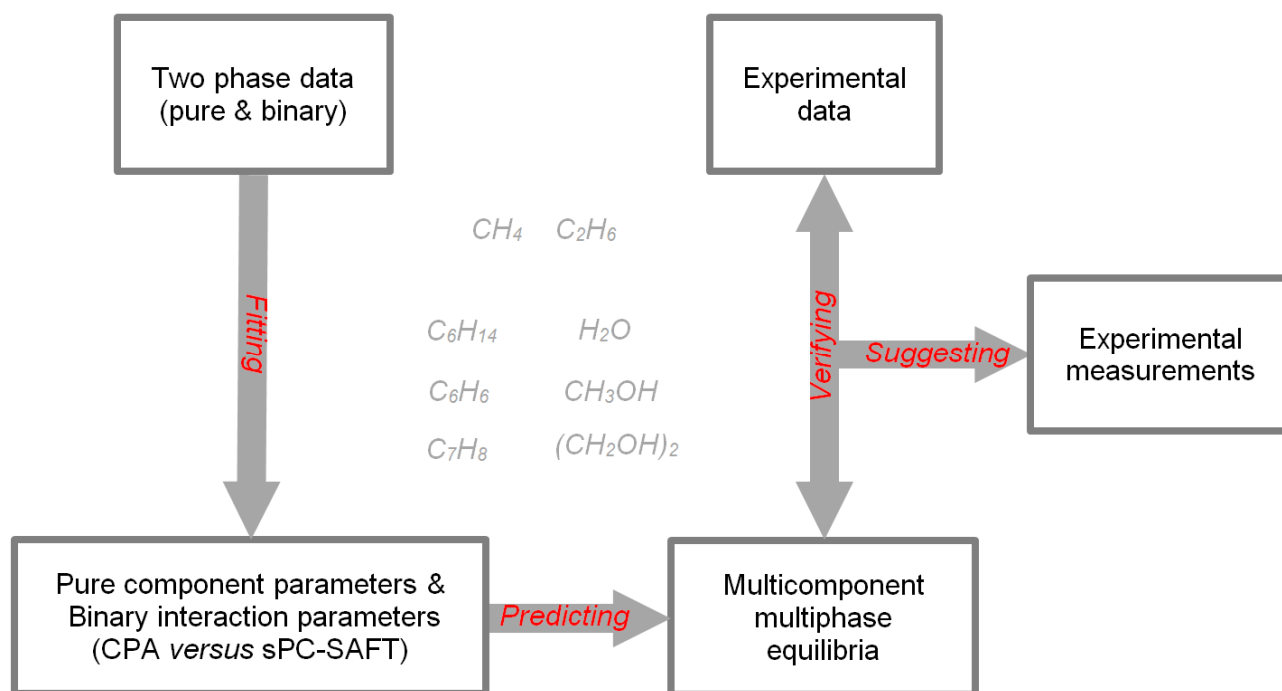 Two phase data
(pure & binary)
Experimental
data
CH₄ C₂H₆
Fitting
C₆H₁₄ H₂O
Verifying
Suggesting
Experimental
measurements
C₆H₆ CH₃OH
C₇H₈ (CH₂OH)₂
Pure component parameters &
Binary interaction parameters
(CPA versus sPC-SAFT)
Predicting
Multicomponent
multiphase
equilibria